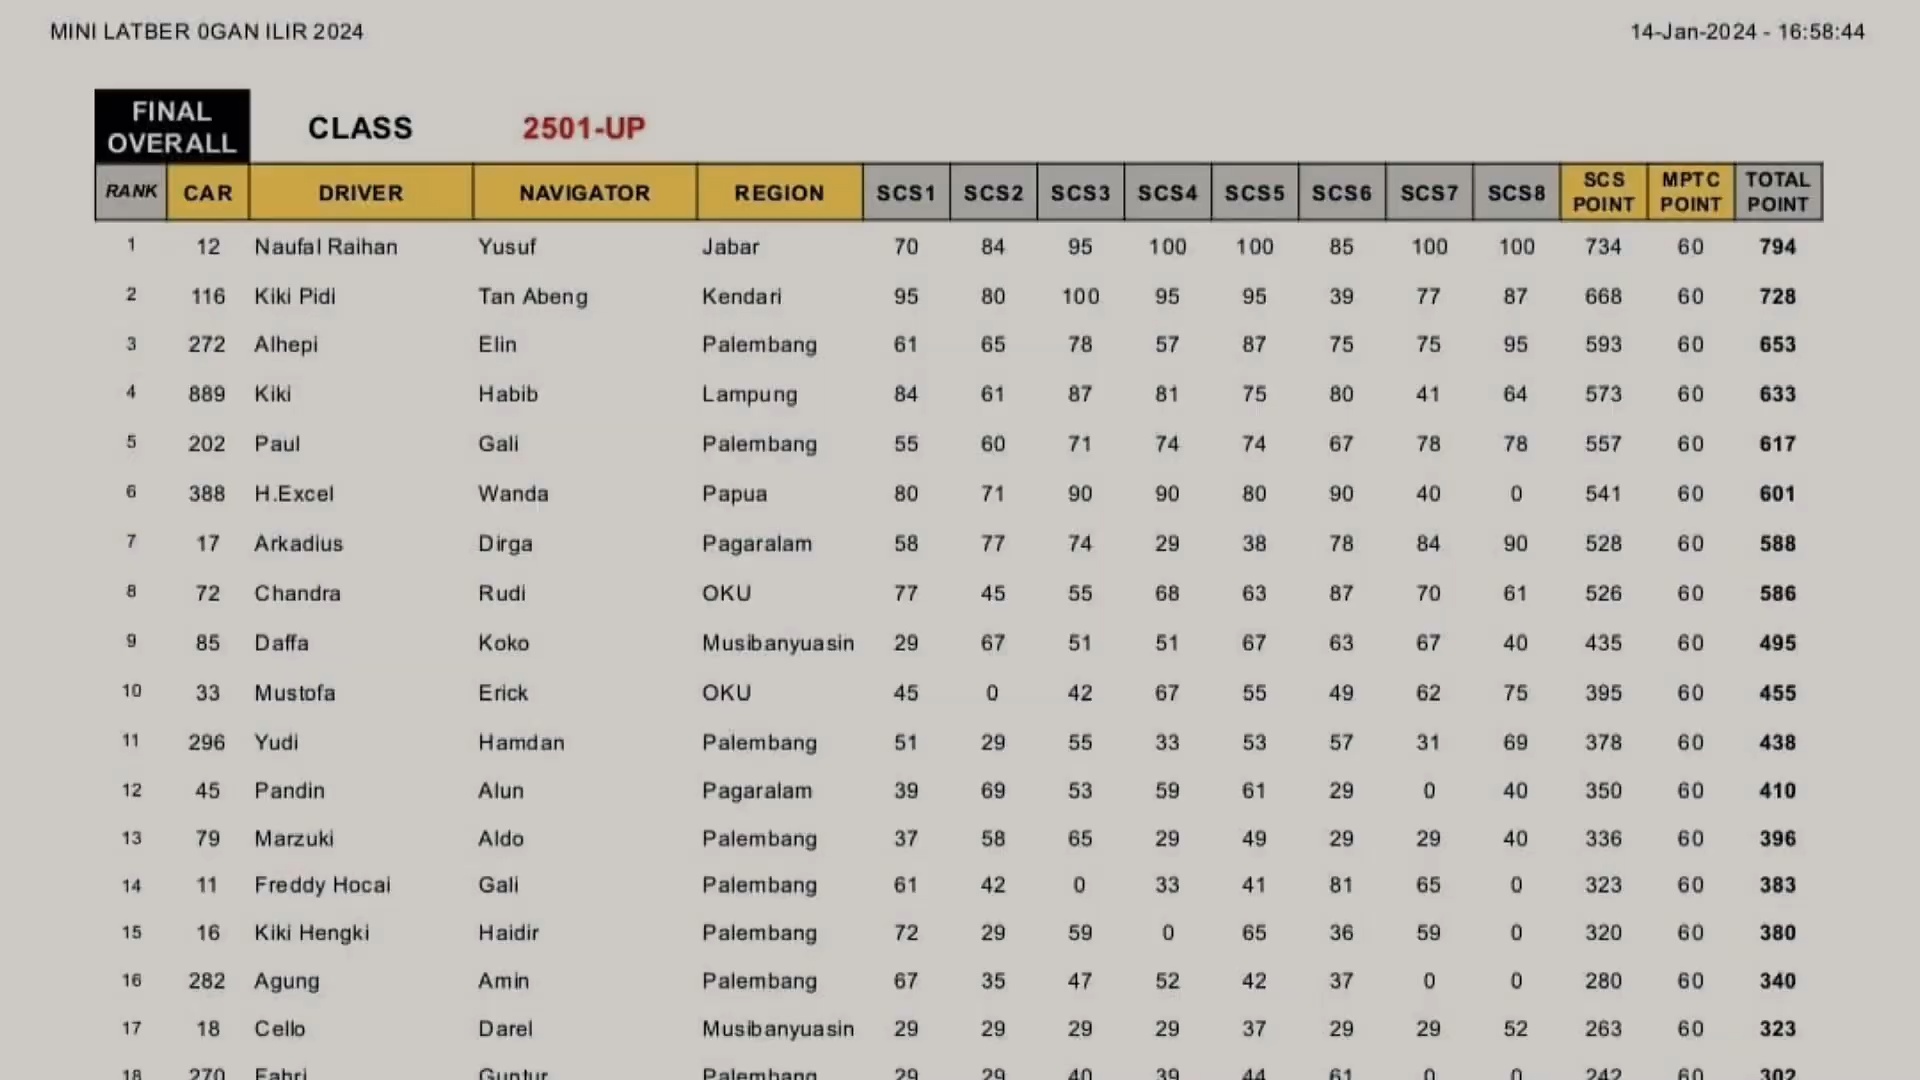 MINI LATBER 0GAN ILIR 2024 14-Jan-2024 - 16:58:44
FINAL OVERALL CLASS 2501-UP
RANK CAR DRIVER NAVIGATOR REGION SCS1 SCS2 SCS3 SCS4 SCS5 SCS6 SCS7 SCS8 SCS POINT MPTC POINT TOTAL POINT
1 12 Naufal Raihan Yusuf Jabar 70 84 95 100 100 85 100 100 734 60 794
2 116 Kiki Pidi Tan Abeng Kendari 95 80 100 95 95 39 77 87 668 60 728
3 272 Alhepi Elin Palembang 61 65 78 57 87 75 75 95 593 60 653
4 889 Kiki Habib Lampung 84 61 87 81 75 80 41 64 573 60 633
5 202 Paul Gali Palembang 55 60 71 74 74 67 78 78 557 60 617
6 388 H.Excel Wanda Papua 80 71 90 90 80 90 40 0 541 60 601
7 17 Arkadius Dirga Pagaralam 58 77 74 29 38 78 84 90 528 60 588
8 72 Chandra Rudi OKU 77 45 55 68 63 87 70 61 526 60 586
9 85 Daffa Koko Musibanyuasin 29 67 51 51 67 63 67 40 435 60 495
10 33 Mustofa Erick OKU 45 0 42 67 55 49 62 75 395 60 455
11 296 Yudi Hamdan Palembang 51 29 55 33 53 57 31 69 378 60 438
12 45 Pandin Alun Pagaralam 39 69 53 59 61 29 0 40 350 60 410
13 79 Marzuki Aldo Palembang 37 58 65 29 49 29 29 40 336 60 396
14 11 Freddy Hocai Gali Palembang 61 42 0 33 41 81 65 0 323 60 383
15 16 Kiki Hengki Haidir Palembang 72 29 59 0 65 36 59 0 320 60 380
16 282 Agung Amin Palembang 67 35 47 52 42 37 0 0 280 60 340
17 18 Cello Darel Musibanyuasin 29 29 29 29 37 29 29 52 263 60 323
18 270 Fahri Guntur Palembang 29 29 40 39 44 61 0 0 242 60 302